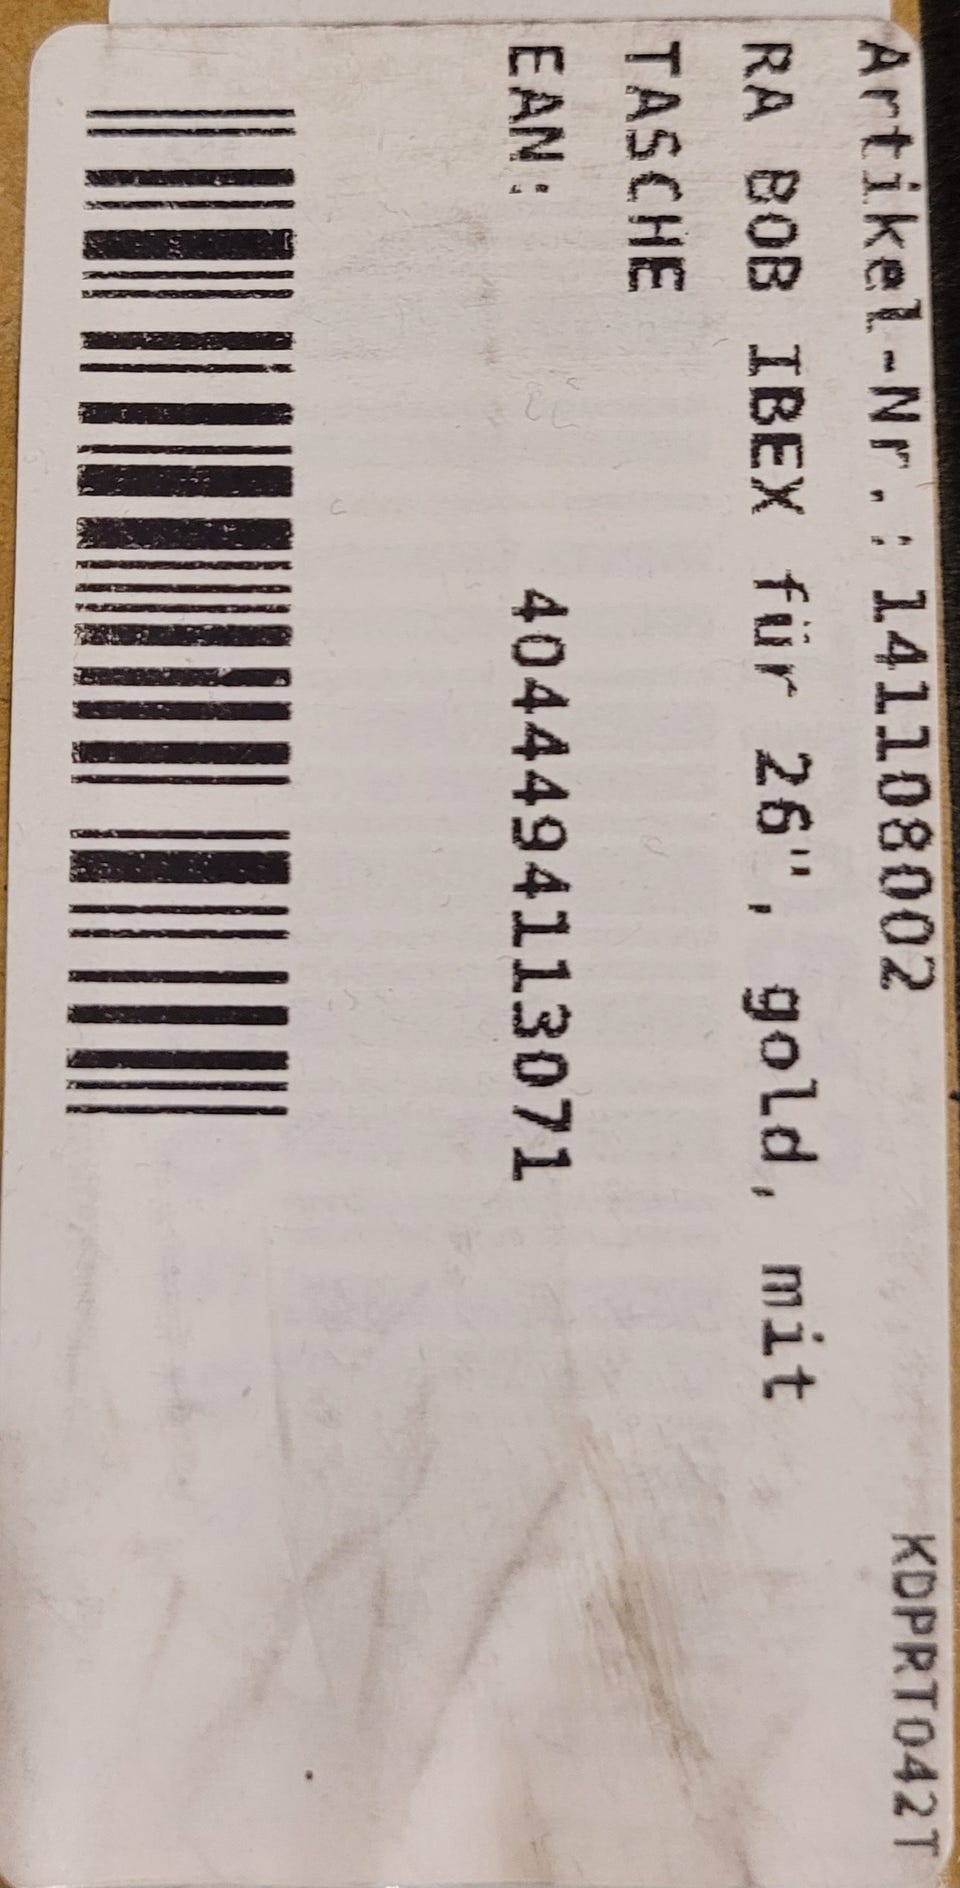 Artikel-Nr.: 1411108002 KDPRT042T
RA BOB IBEX für 26", gold, mit
TASCHE
EAN: 4044494113071